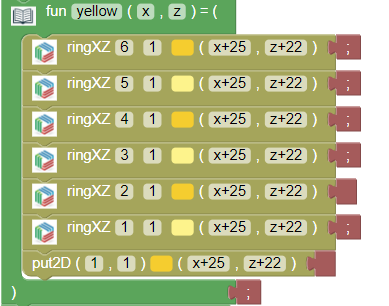 fun yellow ( x , z ) = (
ringXZ 6 1 ( x+25 , z+22 ) ;
ringXZ 5 1 ( x+25 , z+22 ) ;
ringXZ 4 1 ( x+25 , z+22 ) ;
ringXZ 3 1 ( x+25 , z+22 ) ;
ringXZ 2 1 ( x+25 , z+22 ) ;
ringXZ 1 1 ( x+25 , z+22 ) ;
put2D ( 1 , 1 ) ( x+25 , z+22 )
) ;